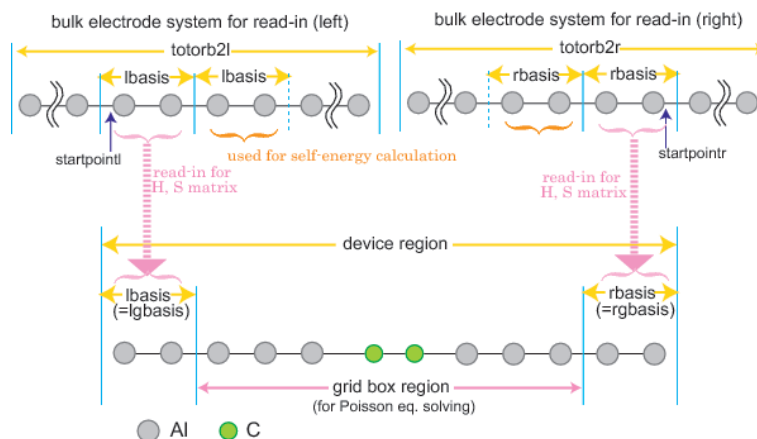 bulk electrode system for read-in (left)
bulk electrode system for read-in (right)
totorb2l
totorb2r
lbasis
lbasis
rbasis
rbasis
startpointl
used for self-energy calculation
startpointr
read-in for
H, S matrix
read-in for
H, S matrix
device region
lbasis
(=lgbasis)
rbasis
(=rgbasis)
grid box region
(for Poisson eq. solving)
Al
C